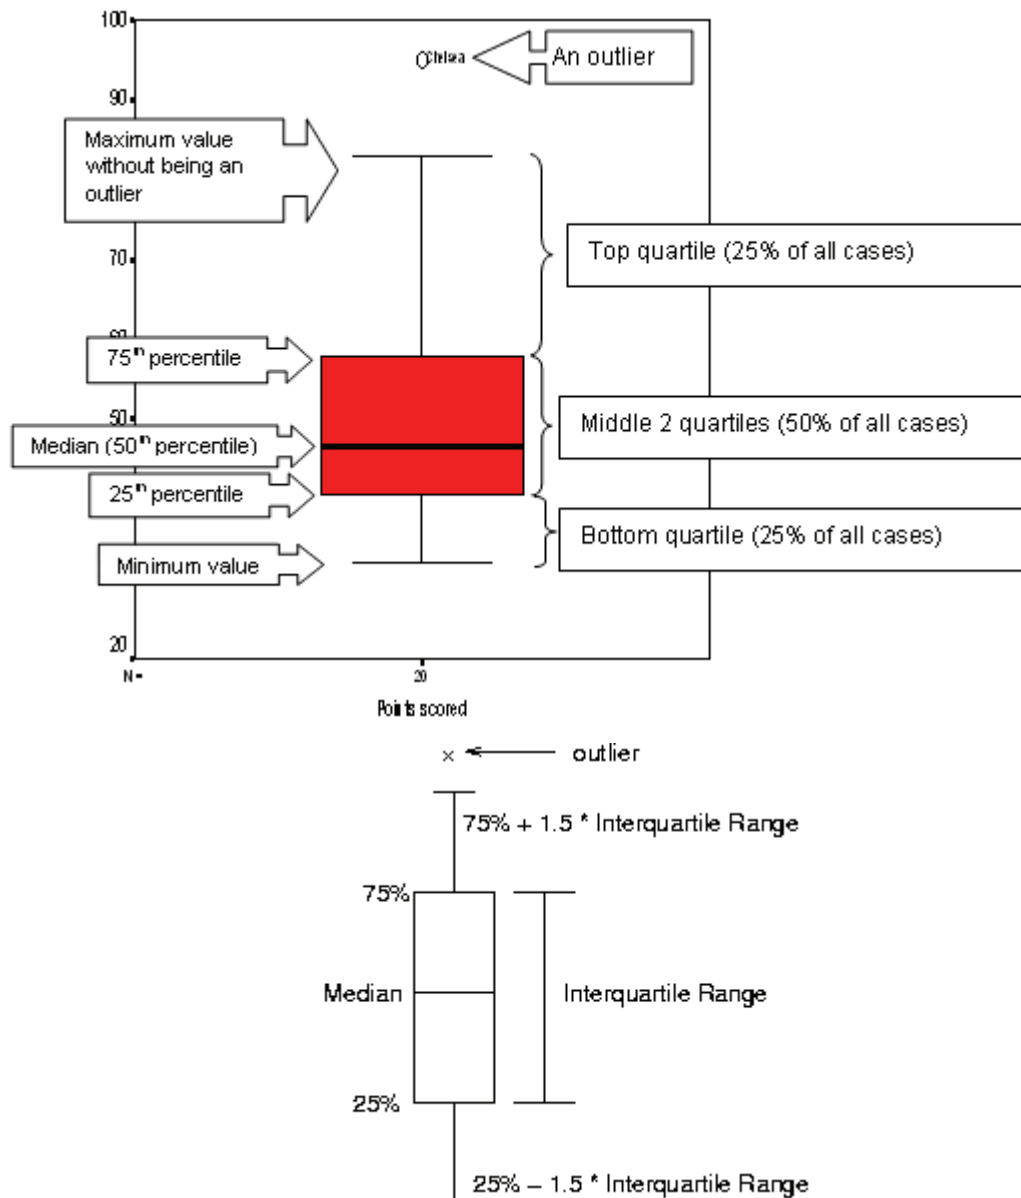 100
Chelsea
An outlier
90
Maximum value
without being an
outlier
70
Top quartile (25% of all cases)
75th percentile
50
Middle 2 quartiles (50% of all cases)
Median (50th percentile)
25th percentile
Bottom quartile (25% of all cases)
Minimum value
20
N =
20
Points scored
× outlier
75% + 1.5 * Interquartile Range
75%
Median
Interquartile Range
25%
25% – 1.5 * Interquartile Range